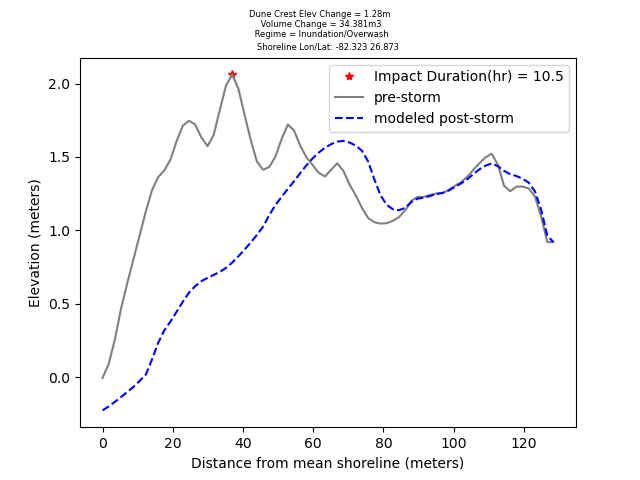 Dune Crest Elev Change = 1.28m
Volume Change = 34.381m3
Regime = Inundation/Overwash
Shoreline Lon/Lat: -82.323 26.873
Impact Duration(hr) = 10.5
pre-storm
modeled post-storm
2.0
1.5
1.0
0.5
0.0
Elevation (meters)
0 20 40 60 80 100 120
Distance from mean shoreline (meters)